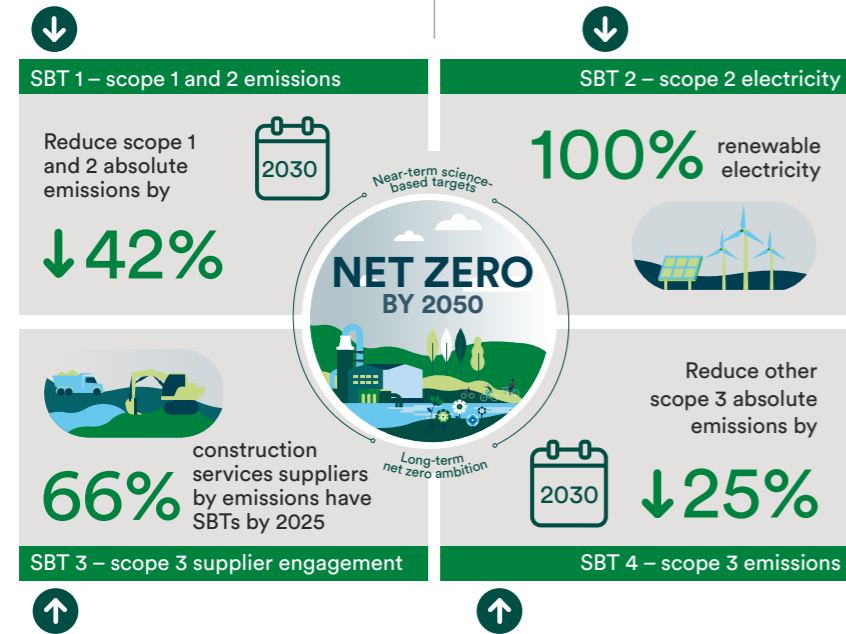 SBT 1 – scope 1 and 2 emissions
Reduce scope 1
and 2 absolute
emissions by
2030
42%
SBT 2 – scope 2 electricity
100%
renewable
electricity
Near-term science-
based targets
NET ZERO
BY 2050
Long-term
net zero ambition
66%
construction
services suppliers
by emissions have
SBTs by 2025
SBT 3 – scope 3 supplier engagement
Reduce other
scope 3 absolute
emissions by
2030
25%
SBT 4 – scope 3 emissions